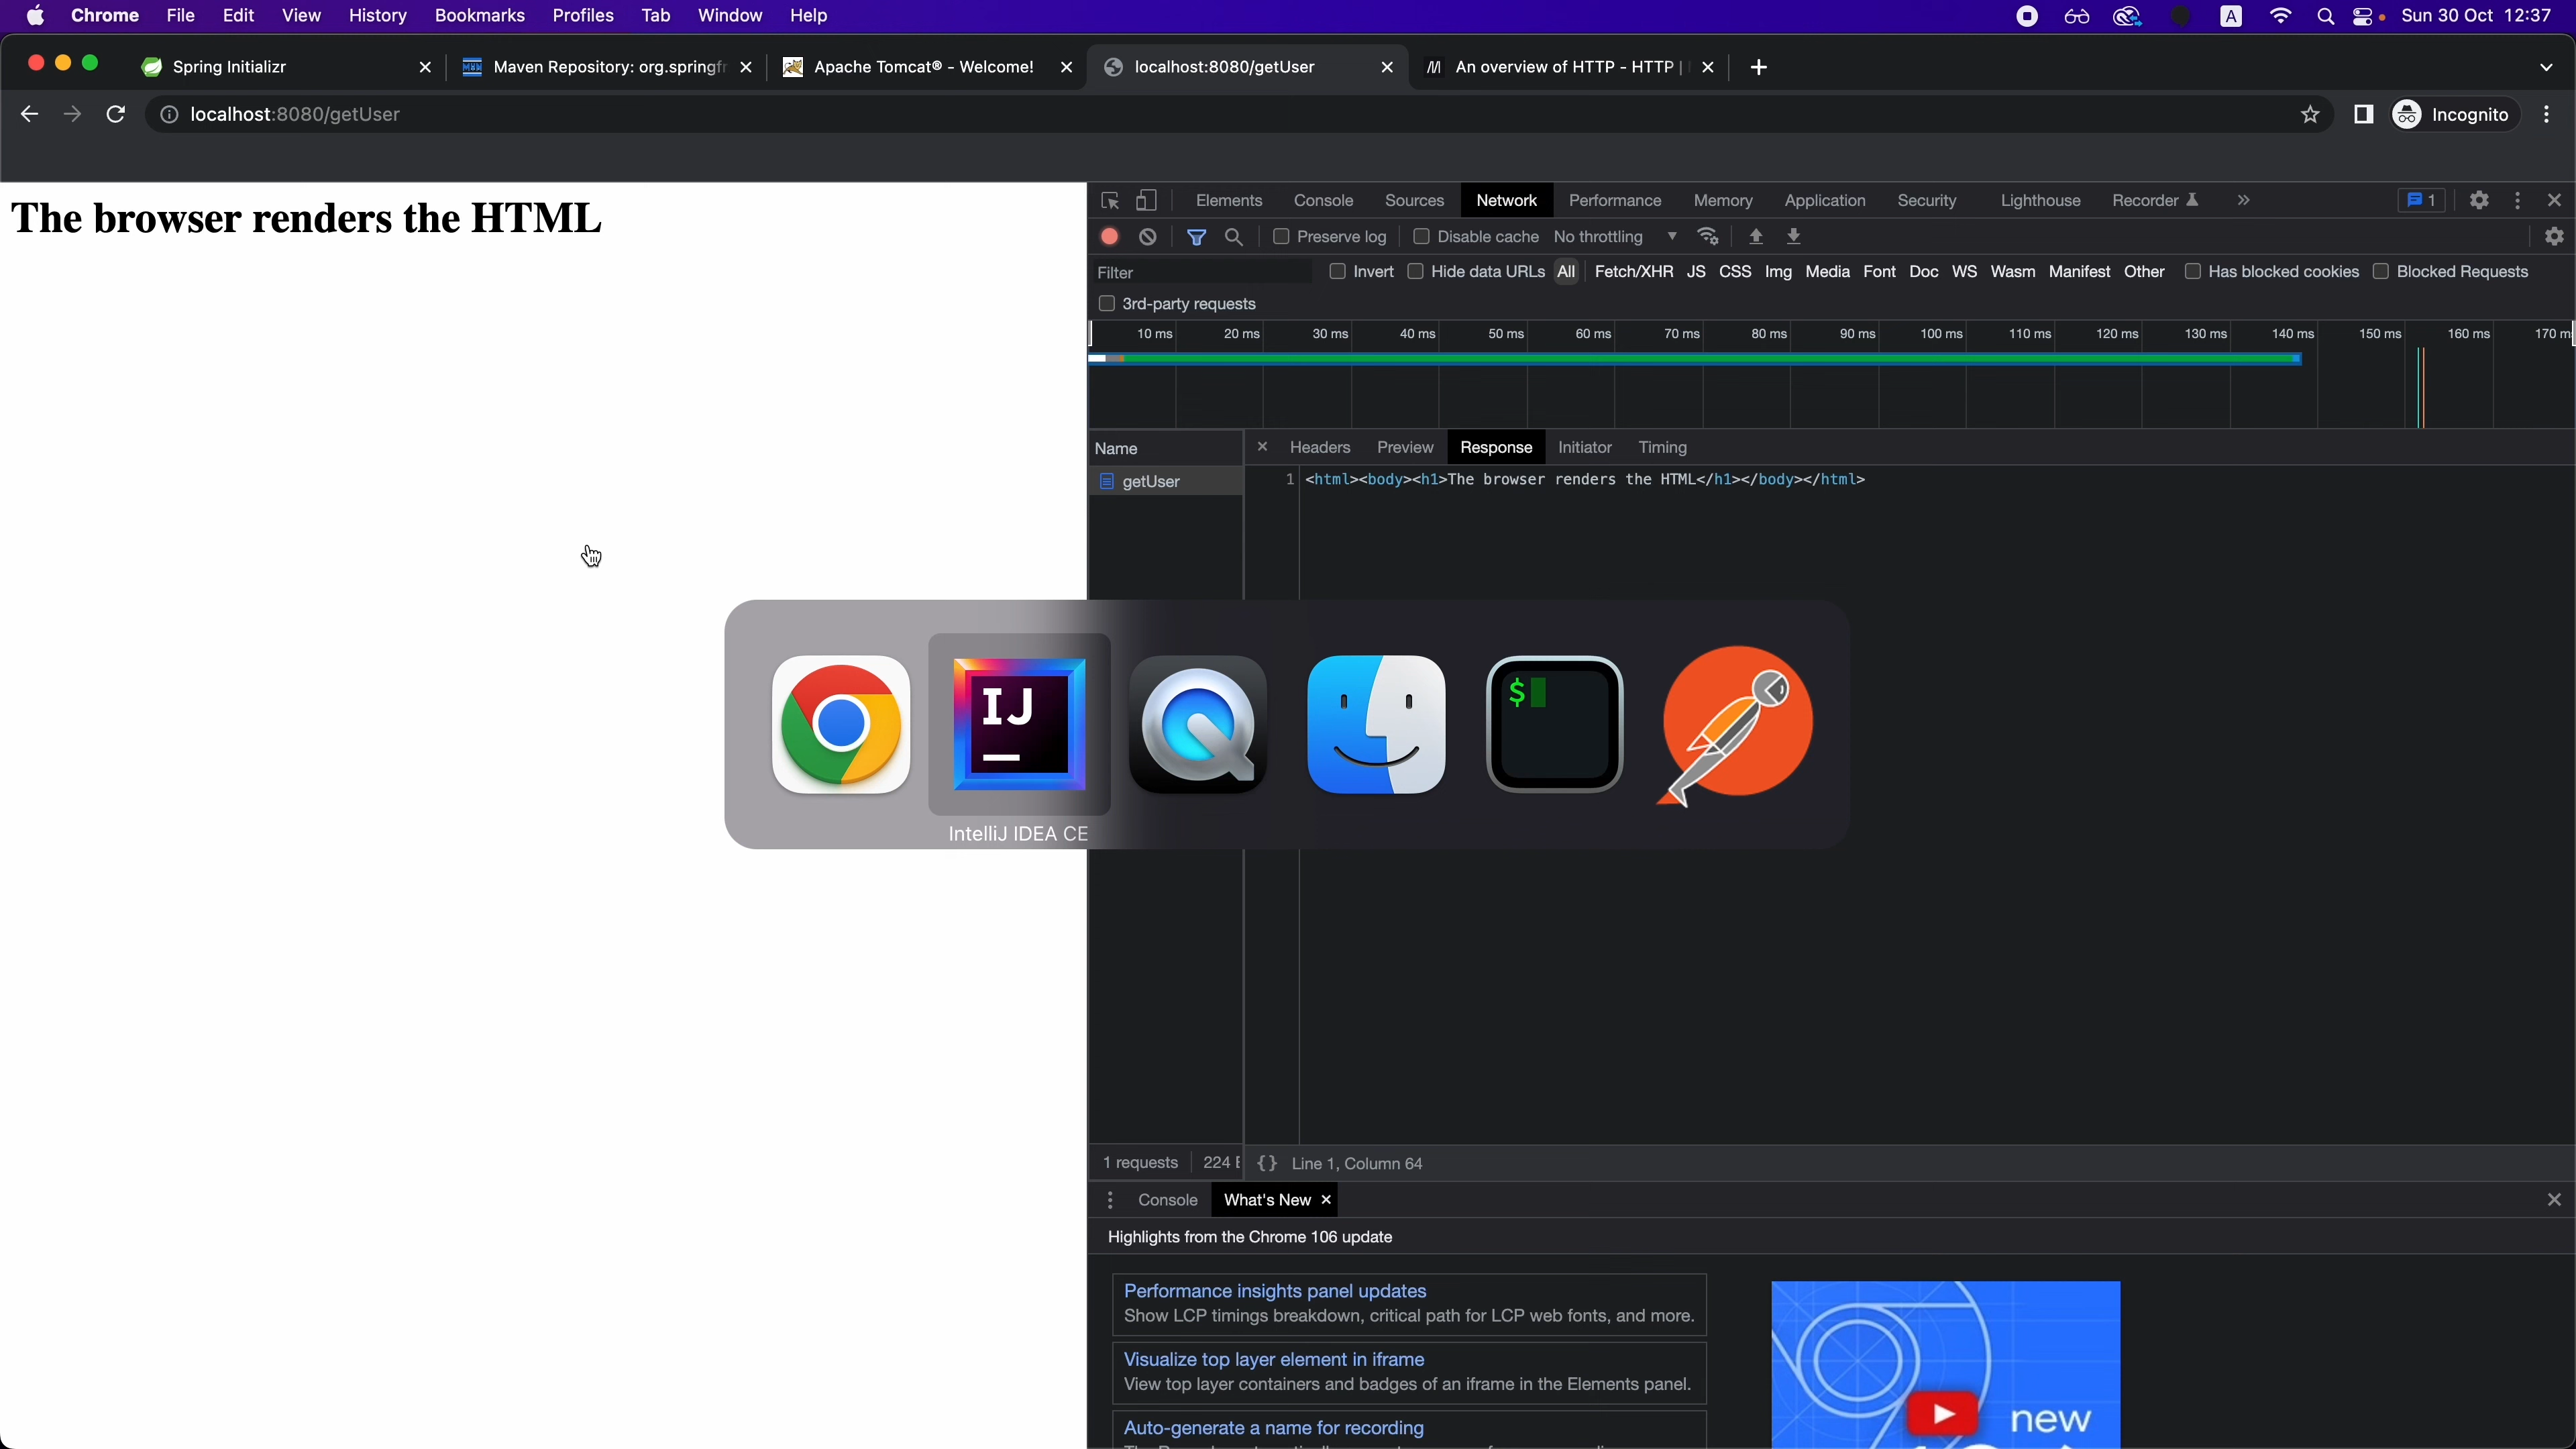 Chrome File Edit View History Bookmarks Profiles Tab Window Help A Sun 30 Oct 12:37
Spring Initializr Maven Repository: org.springfr Apache Tomcat® - Welcome! localhost:8080/getUser An overview of HTTP - HTTP |
localhost:8080/getUser Incognito
The browser renders the HTML
Elements Console Sources Network Performance Memory Application Security Lighthouse Recorder 1
Preserve log Disable cache No throttling
Filter Invert Hide data URLs All Fetch/XHR JS CSS Img Media Font Doc WS Wasm Manifest Other Has blocked cookies Blocked Requests
3rd-party requests
10 ms 20 ms 30 ms 40 ms 50 ms 60 ms 70 ms 80 ms 90 ms 100 ms 110 ms 120 ms 130 ms 140 ms 150 ms 160 ms 170 m
Name Headers Preview Response Initiator Timing
getUser 1 <html><body><h1>The browser renders the HTML</h1></body></html>
IJ $
IntelliJ IDEA CE
1 requests 224 {} Line 1, Column 64
Console What's New
Highlights from the Chrome 106 update
Performance insights panel updates
Show LCP timings breakdown, critical path for LCP web fonts, and more.
Visualize top layer element in iframe
View top layer containers and badges of an iframe in the Elements panel.
Auto-generate a name for recording
new